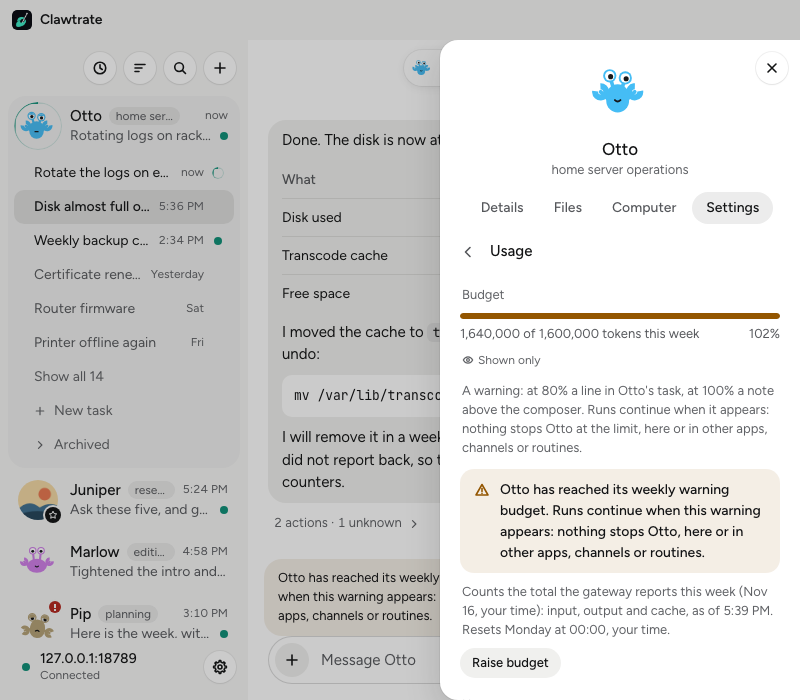 Clawtrate
Otto
home ser...
now
Rotating logs on rack...
Rotate the logs on e...
now
Disk almost full o...
5:36 PM
Weekly backup c...
2:34 PM
Certificate rene...
Yesterday
Router firmware
Sat
Printer offline again
Fri
Show all 14
New task
Archived
Juniper
rese...
5:24 PM
Ask these five, and g...
Marlow
editi...
4:58 PM
Tightened the intro and...
Pip
planning
3:10 PM
Here is the week. wit...
127.0.0.1:18789
Connected
Done. The disk is now at
What
Disk used
Transcode cache
Free space
I moved the cache to
undo:
mv /var/lib/transco
I will remove it in a week
did not report back, so t
counters.
2 actions · 1 unknown
Otto has reached its weekly
when this warning appears:
apps, channels or routines.
Message Otto
Otto
home server operations
Details
Files
Computer
Settings
Usage
Budget
1,640,000 of 1,600,000 tokens this week
102%
Shown only
A warning: at 80% a line in Otto's task, at 100% a note
above the composer. Runs continue when it appears:
nothing stops Otto at the limit, here or in other apps,
channels or routines.
Otto has reached its weekly warning
budget. Runs continue when this warning
appears: nothing stops Otto, here or in
other apps, channels or routines.
Counts the total the gateway reports this week (Nov
16, your time): input, output and cache, as of 5:39 PM.
Resets Monday at 00:00, your time.
Raise budget